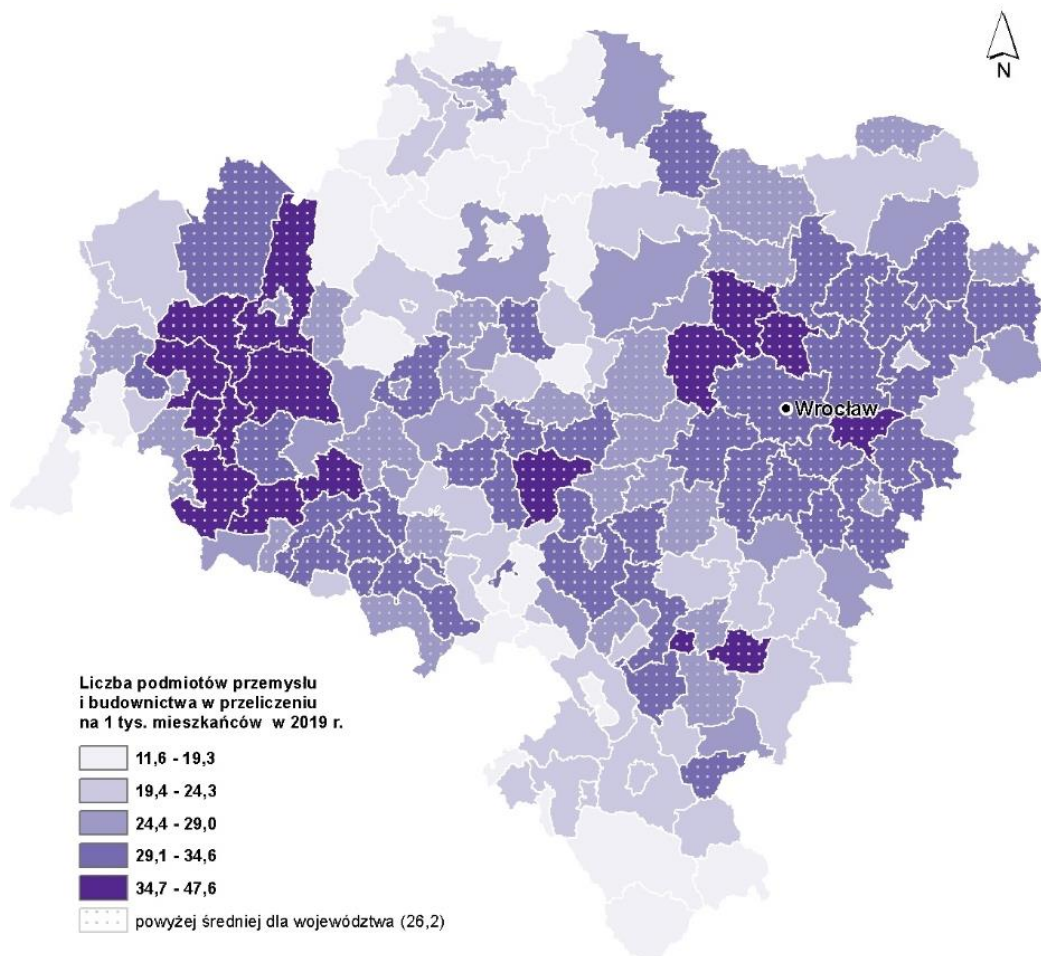 N
Wrocław
Liczba podmiotów przemysłu
i budownictwa w przeliczeniu
na 1 tys. mieszkańców w 2019 r.
11,6 - 19,3
19,4 - 24,3
24,4 - 29,0
29,1 - 34,6
34,7 - 47,6
powyżej średniej dla województwa (26,2)